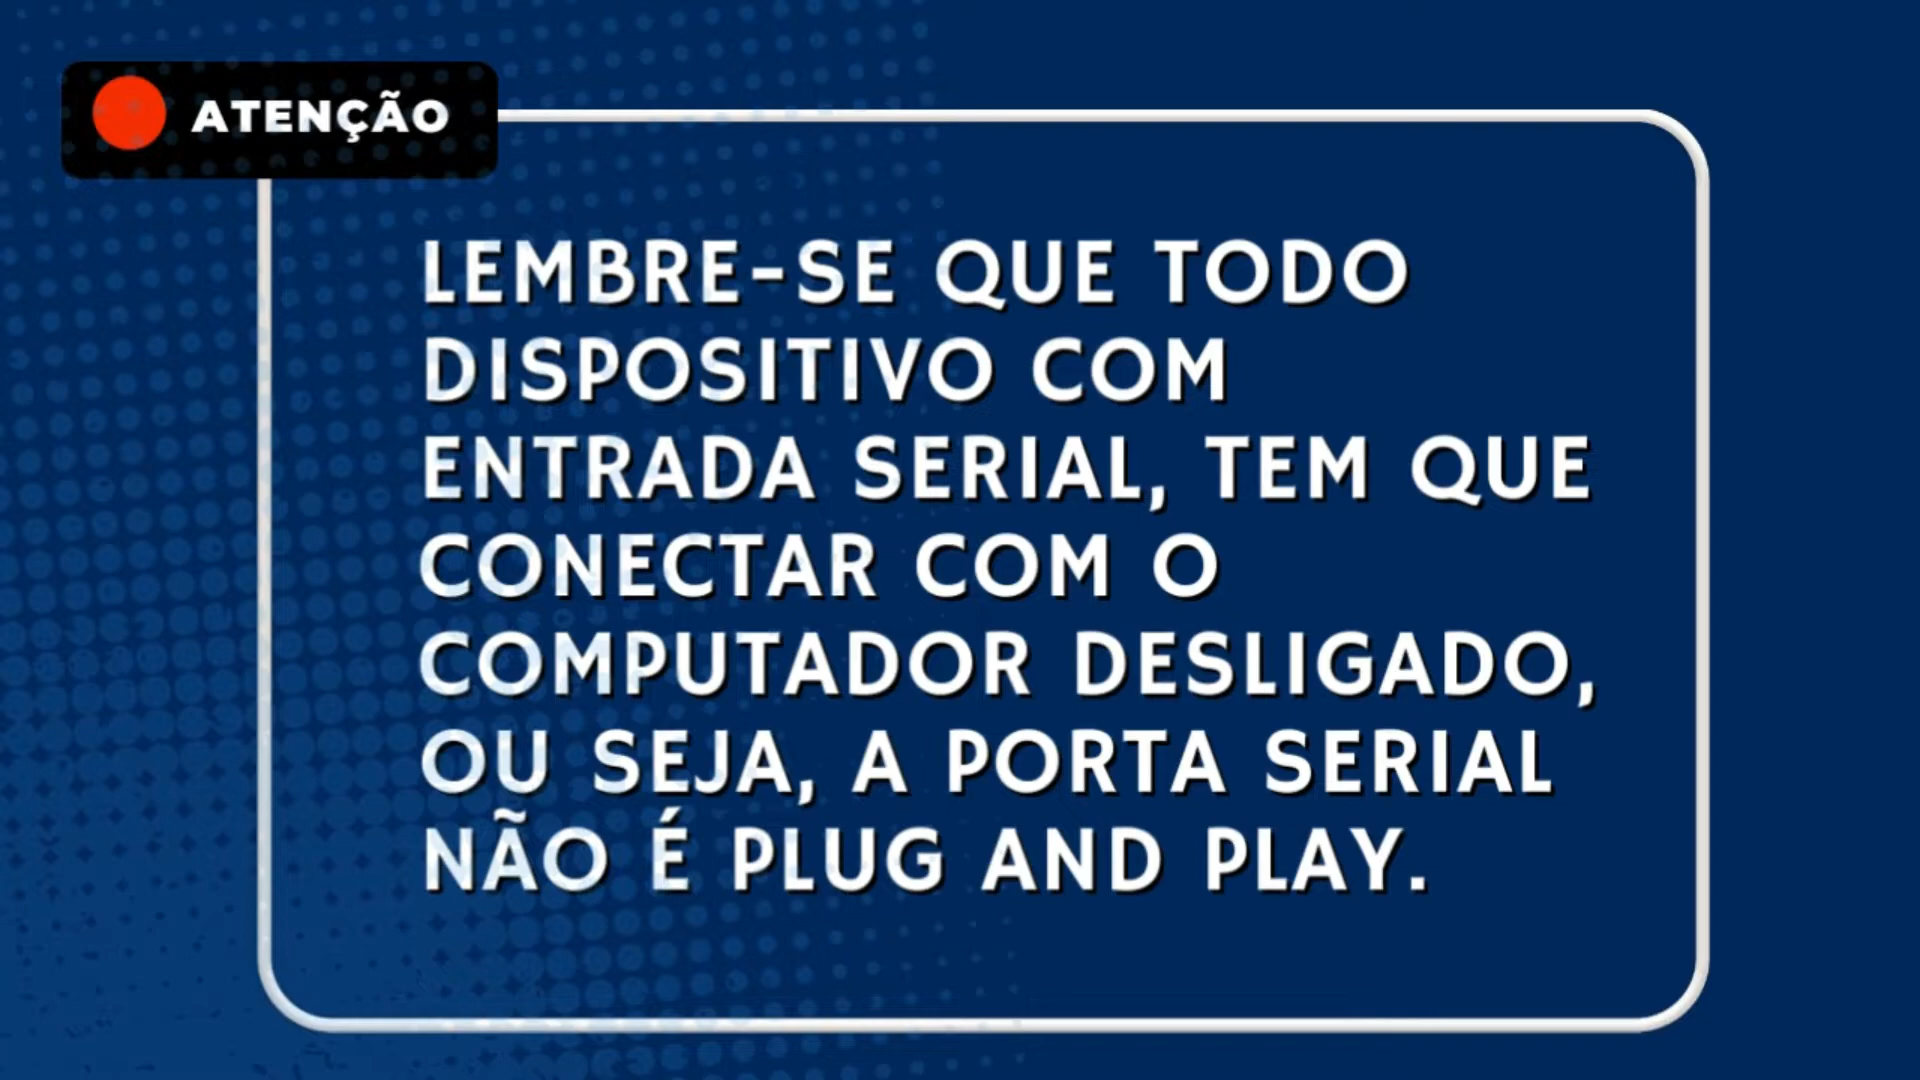 ATENÇÃO
LEMBRE-SE QUE TODO
DISPOSITIVO COM
ENTRADA SERIAL, TEM QUE
CONECTAR COM O
COMPUTADOR DESLIGADO,
OU SEJA, A PORTA SERIAL
NÃO É PLUG AND PLAY.